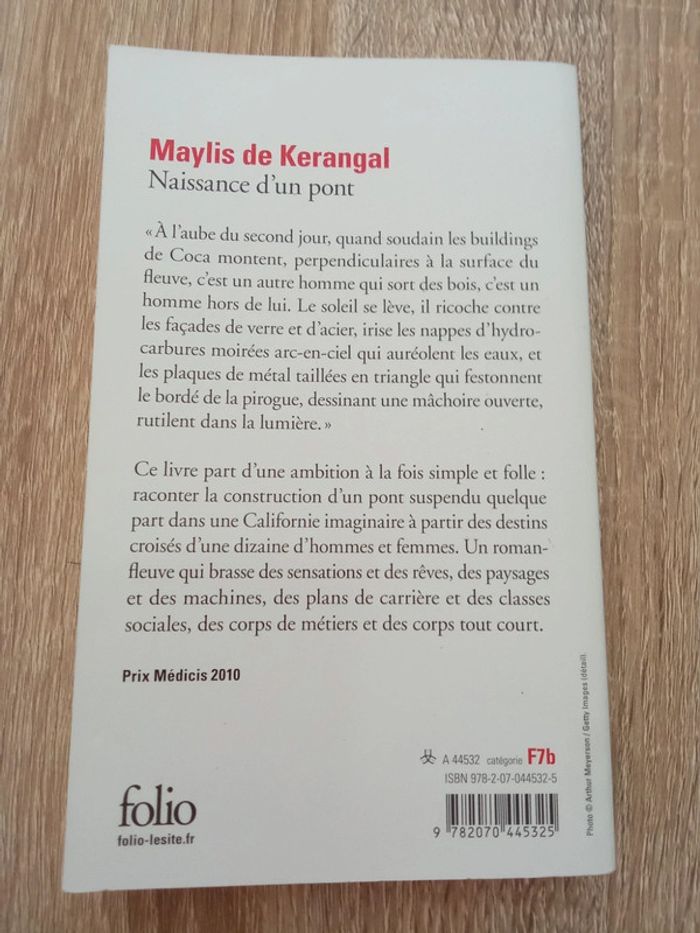 Maylis de Kerangal
Naissance d'un pont
« À l'aube du second jour, quand soudain les buildings
de Coca montent, perpendiculaires à la surface du
fleuve, c'est un autre homme qui sort des bois, c'est un
homme hors de lui. Le soleil se lève, il ricoche contre
les façades de verre et d'acier, irise les nappes d'hydro-
carbures moirées arc-en-ciel qui auréolent les eaux, et
les plaques de métal taillées en triangle qui festonnent
le bordé de la pirogue, dessinant une mâchoire ouverte,
rutilent dans la lumière. »
Ce livre part d'une ambition à la fois simple et folle :
raconter la construction d'un pont suspendu quelque
part dans une Californie imaginaire à partir des destins
croisés d'une dizaine d'hommes et femmes. Un roman-
fleuve qui brasse des sensations et des rêves, des paysages
et des machines, des plans de carrière et des classes
sociales, des corps de métiers et des corps tout court.
Prix Médicis 2010
A 44532 catégorie F7b
ISBN 978-2-07-044532-5
9 782070 445325
folio
folio-lesite.fr
Photo © Arthur Meyerson / Getty Images (détail).